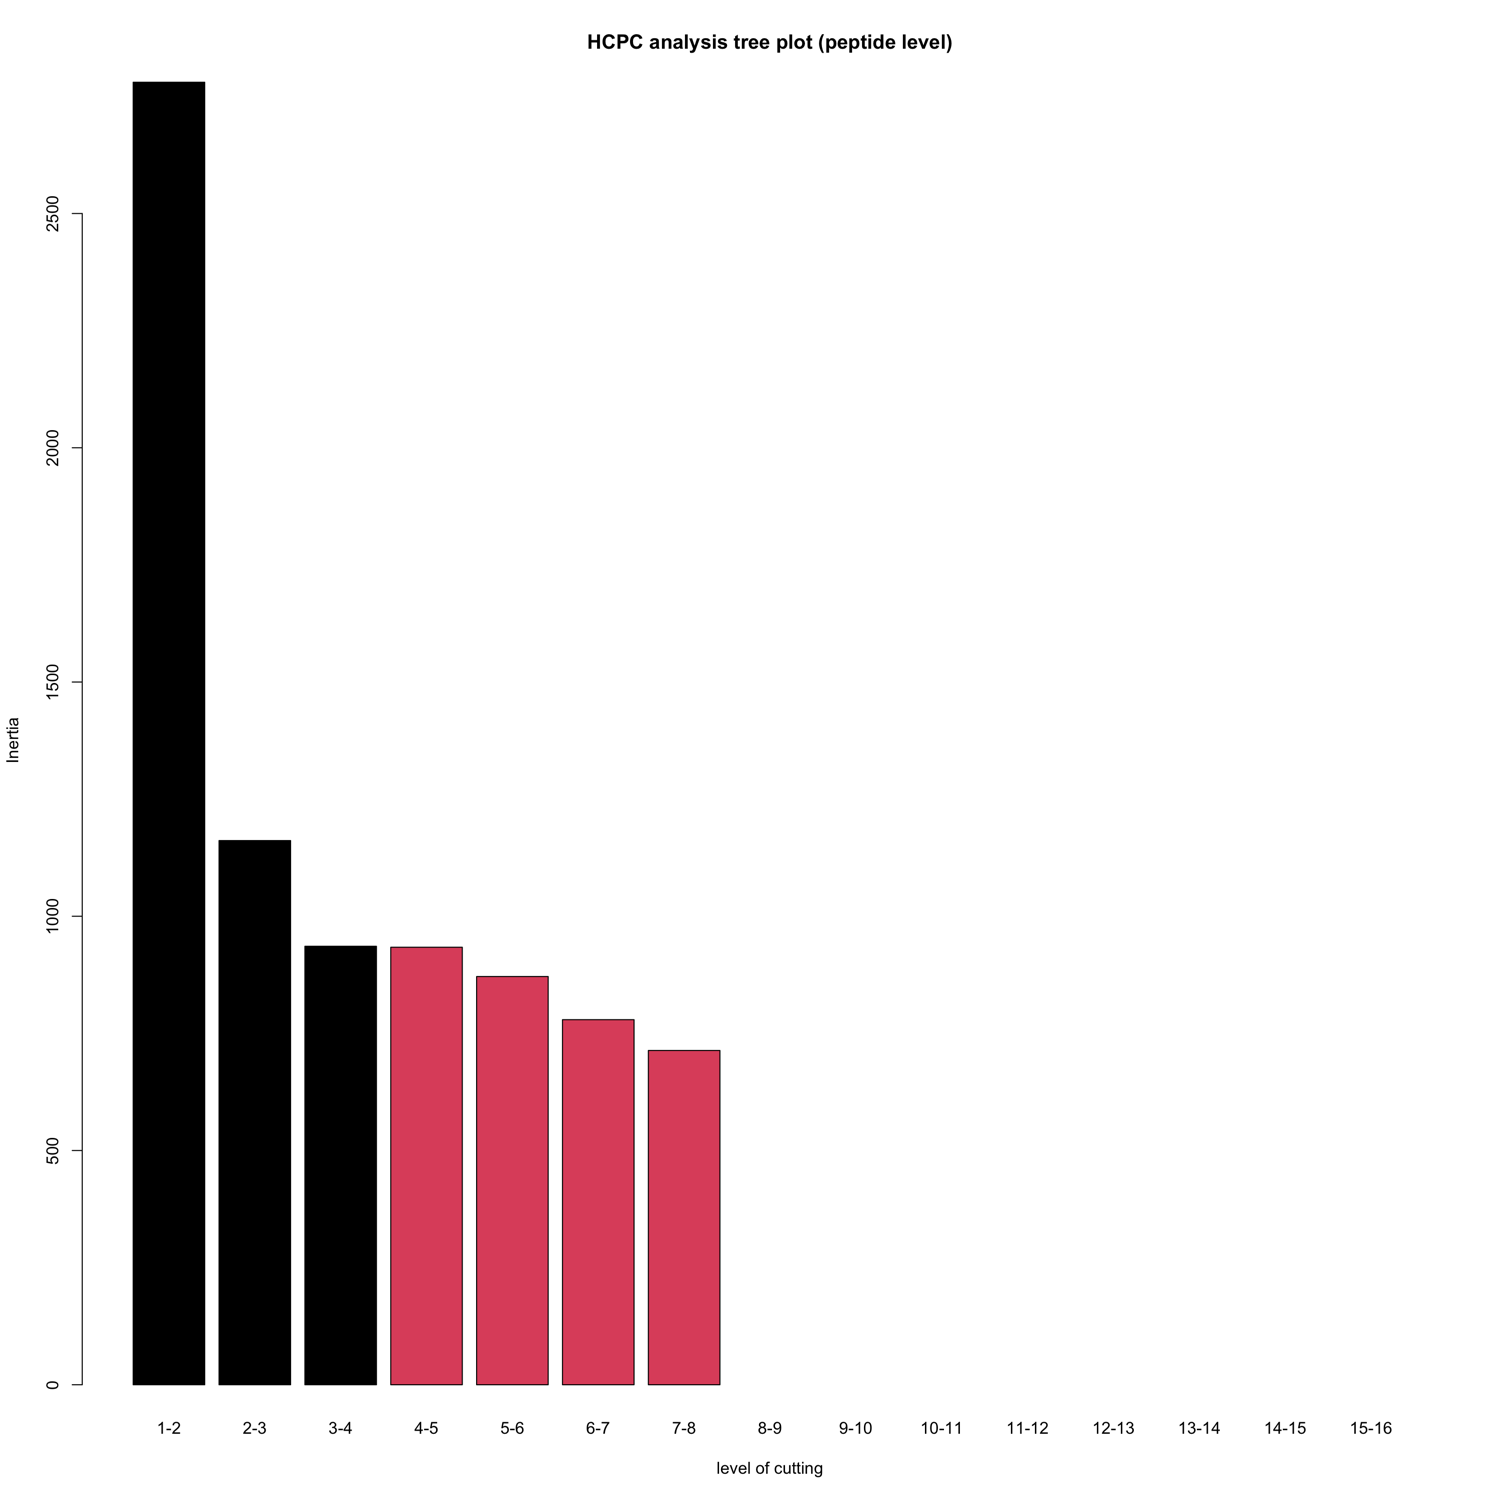 HCPC analysis tree plot (peptide level)
2500
2000
1500
1000
500
0
Inertia
1-2 2-3 3-4 4-5 5-6 6-7 7-8 8-9 9-10 10-11 11-12 12-13 13-14 14-15 15-16
level of cutting